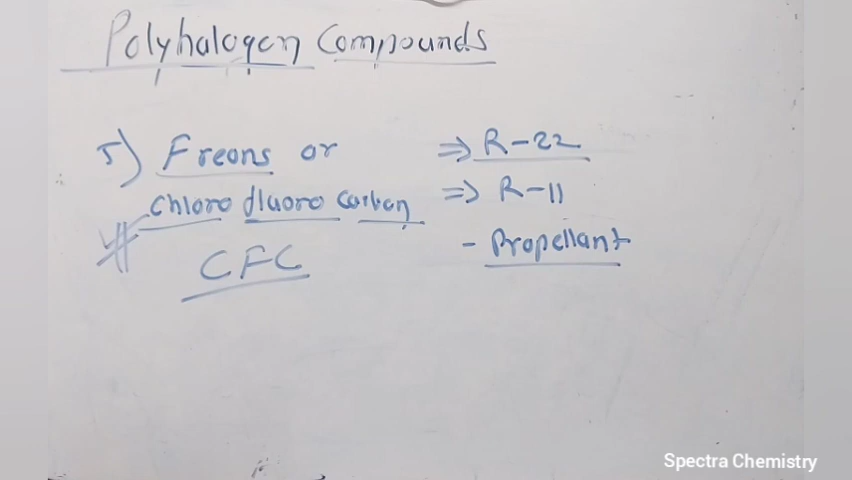 Polyhalogen Compounds
5) Freons or
chloro fluoro carbon
CFC
⇒ R-22
⇒ R-11
- Propellant
Spectra Chemistry